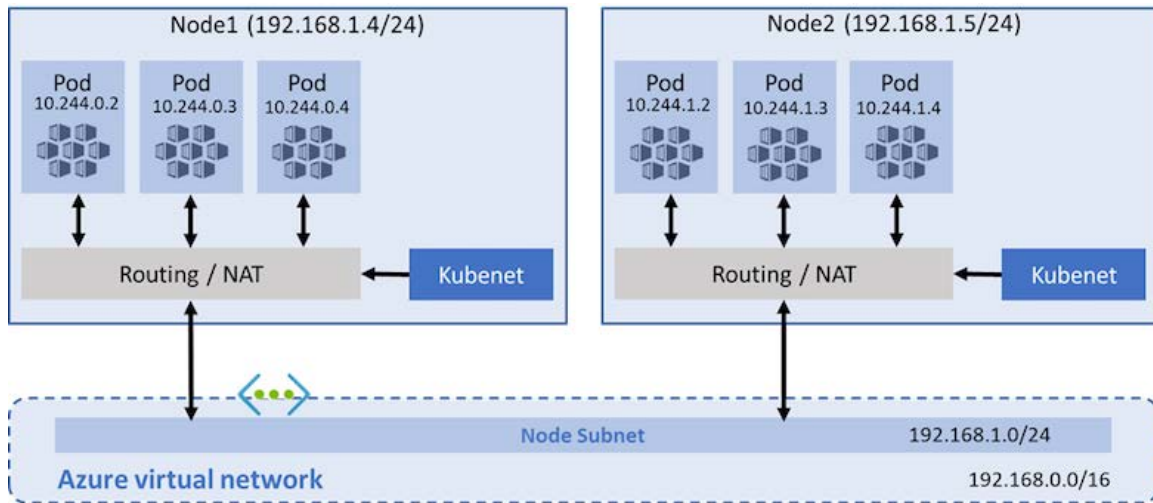 Node1 (192.168.1.4/24)
Pod
10.244.0.2
Pod
10.244.0.3
Pod
10.244.0.4
Routing / NAT
Kubenet
Node2 (192.168.1.5/24)
Pod
10.244.1.2
Pod
10.244.1.3
Pod
10.244.1.4
Routing / NAT
Kubenet
Node Subnet
192.168.1.0/24
Azure virtual network
192.168.0.0/16